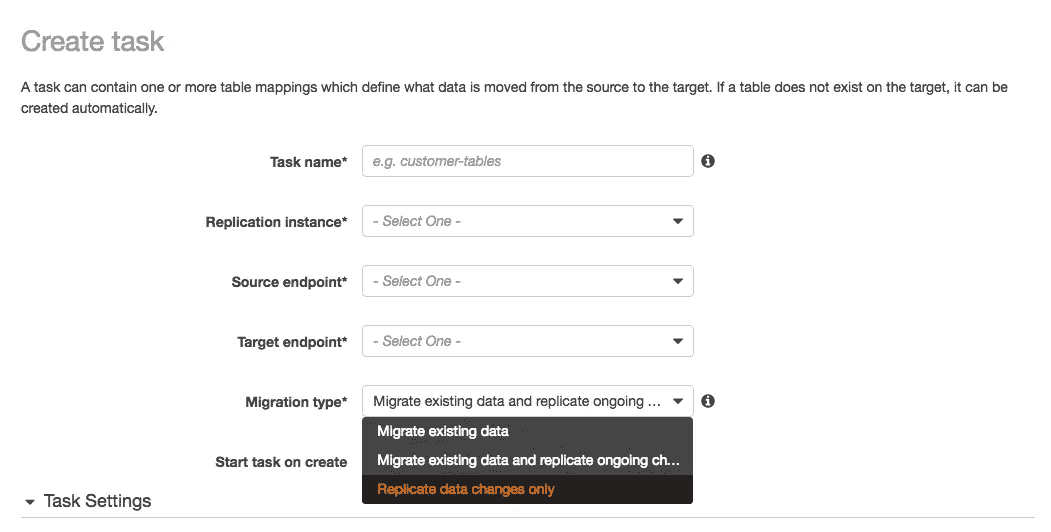 Create task
A task can contain one or more table mappings which define what data is moved from the source to the target. If a table does not exist on the target, it can be
created automatically.
Task name* e.g. customer-tables
Replication instance* - Select One -
Source endpoint* - Select One -
Target endpoint* - Select One -
Migration type* Migrate existing data and replicate ongoing ...
Migrate existing data
Migrate existing data and replicate ongoing ch...
Start task on create
Replicate data changes only
Task Settings